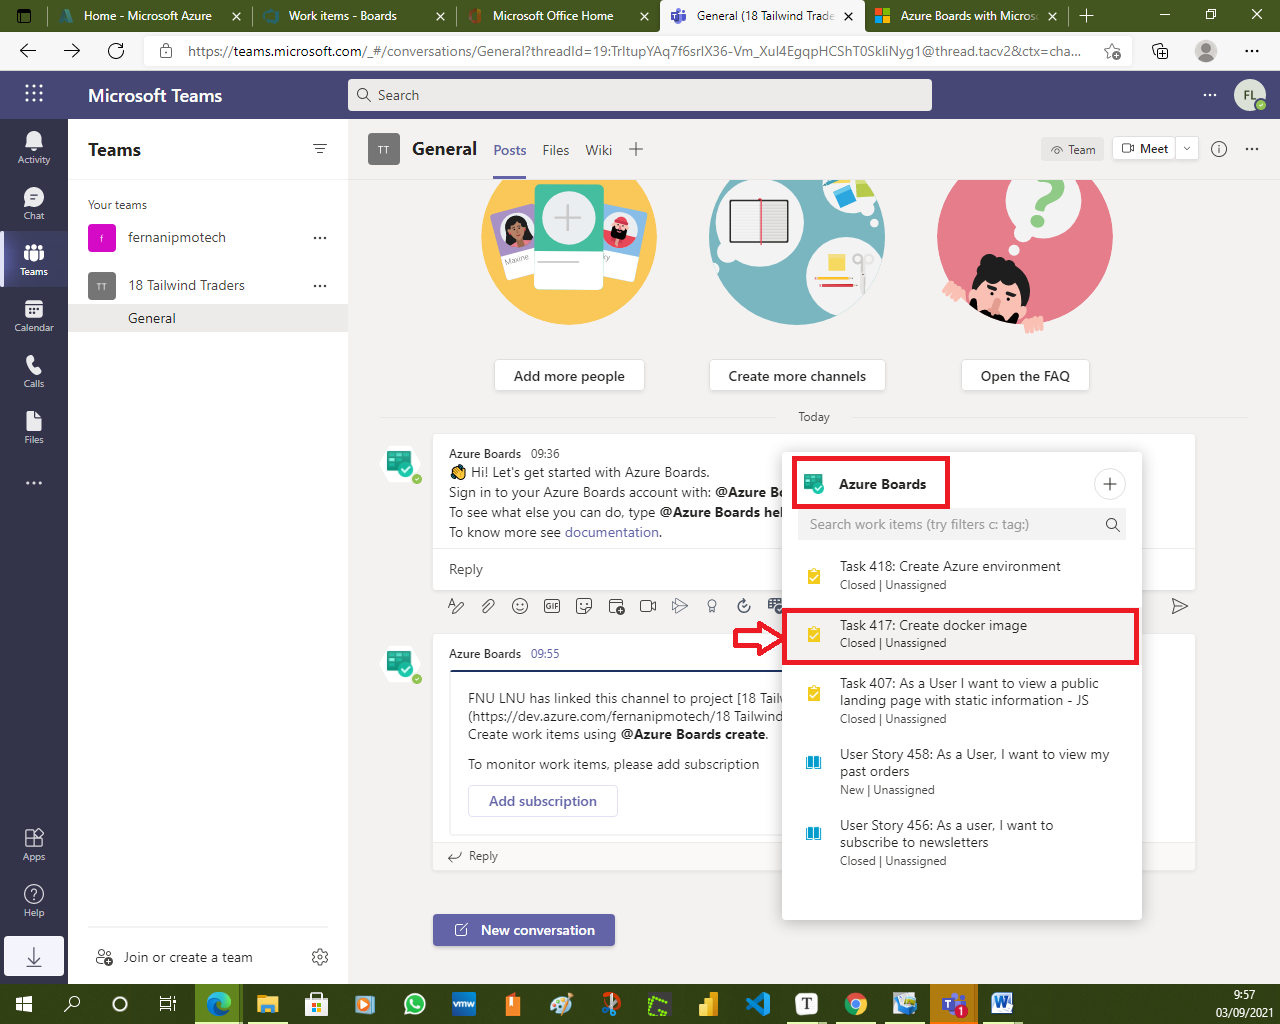 Home - Microsoft Azure
Work items - Boards
Microsoft Office Home
General (18 Tailwind Trade
Azure Boards with Micros
https://teams.microsoft.com/_#/conversations/General?threadId=19:TrItupYAq7f6srIX36-Vm_XuI4EgqpHCShT0SkIiNyg1@thread.tacv2&ctx=cha...
Microsoft Teams
Search
FL
Activity
Chat
Teams
Calendar
Calls
Files
Apps
Help
Teams
Your teams
f
fernanipmotech
TT
18 Tailwind Traders
General
Join or create a team
TT
General
Posts
Files
Wiki
Team
Meet
Maxine
ky
Add more people
Create more channels
Open the FAQ
Today
Azure Boards 09:36
Hi! Let's get started with Azure Boards.
Sign in to your Azure Boards account with: @Azure Bo
To see what else you can do, type @Azure Boards hel
To know more see documentation.
Reply
GIF
Azure Boards 09:55
FNU LNU has linked this channel to project [18 Tailw
(https://dev.azure.com/fernanipmotech/18 Tailwind
Create work items using @Azure Boards create.
To monitor work items, please add subscription
Add subscription
Reply
New conversation
Azure Boards
Search work items (try filters c: tag:)
Task 418: Create Azure environment
Closed | Unassigned
Task 417: Create docker image
Closed | Unassigned
Task 407: As a User I want to view a public
landing page with static information - JS
Closed | Unassigned
User Story 458: As a User, I want to view my
past orders
New | Unassigned
User Story 456: As a user, I want to
subscribe to newsletters
Closed | Unassigned
vmw
T
1
9:57
03/09/2021